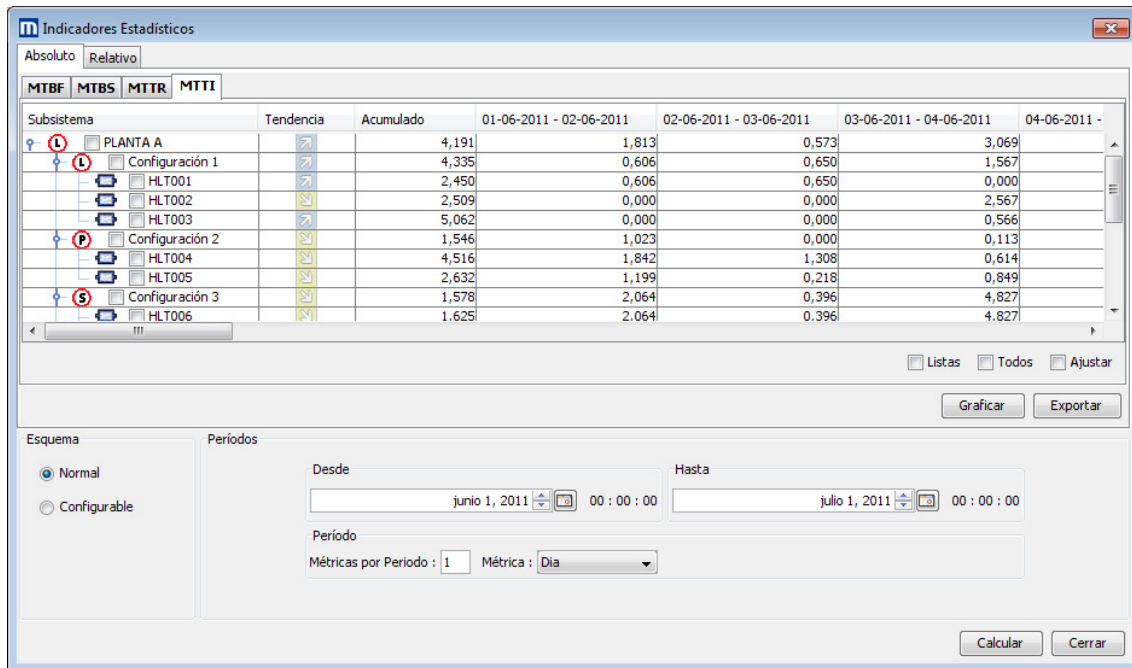 m Indicadores Estadísticos
Absoluto Relativo
MTBF MTBS MTTR MTTI
Subsistema Tendencia Acumulado 01-06-2011 - 02-06-2011 02-06-2011 - 03-06-2011 03-06-2011 - 04-06-2011 04-06-2011 -
L PLANTA A 4,191 1,813 0,573 3,069
L Configuración 1 4,335 0,606 0,650 1,567
HLT001 2,450 0,606 0,650 0,000
HLT002 2,509 0,000 0,000 2,567
HLT003 5,062 0,000 0,000 0,566
P Configuración 2 1,546 1,023 0,000 0,113
HLT004 4,516 1,842 1,308 0,614
HLT005 2,632 1,199 0,218 0,849
S Configuración 3 1,578 2,064 0,396 4,827
HLT006 1,625 2,064 0,396 4,827
Listas Todos Ajustar
Graficar Exportar
Esquema Períodos
Normal
Configurable
Desde Hasta
junio 1, 2011 00 : 00 : 00 julio 1, 2011 00 : 00 : 00
Período
Métricas por Periodo : 1 Métrica : Dia
Calcular Cerrar